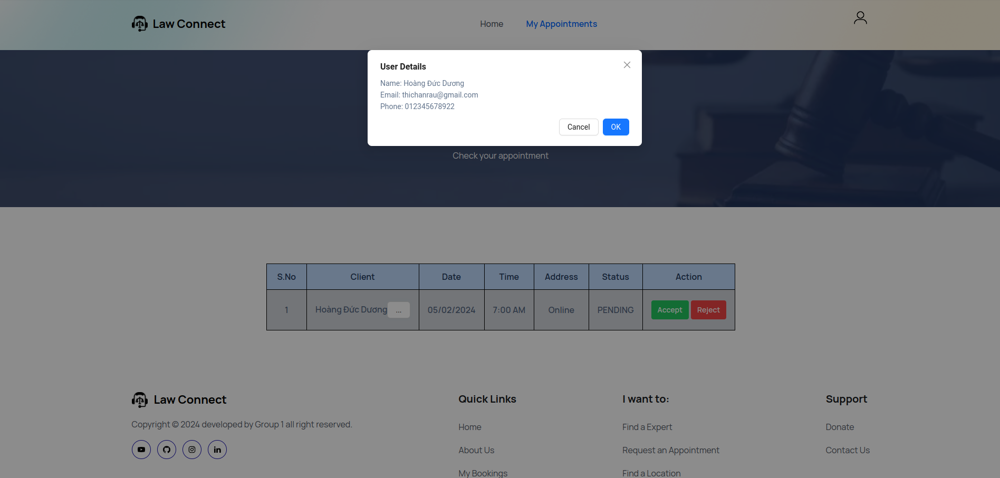 Law Connect
Home
My Appointments
User Details
Name: Hoàng Đức Dương
Email: thichanrau@gmail.com
Phone: 012345678922
Cancel
OK
Check your appointment
S.No Client Date Time Address Status Action
1 Hoàng Đức Dương ... 05/02/2024 7:00 AM Online PENDING Accept Reject
Law Connect
Copyright © 2024 developed by Group 1 all right reserved.
Quick Links
Home
About Us
My Bookings
I want to:
Find a Expert
Request an Appointment
Find a Location
Support
Donate
Contact Us